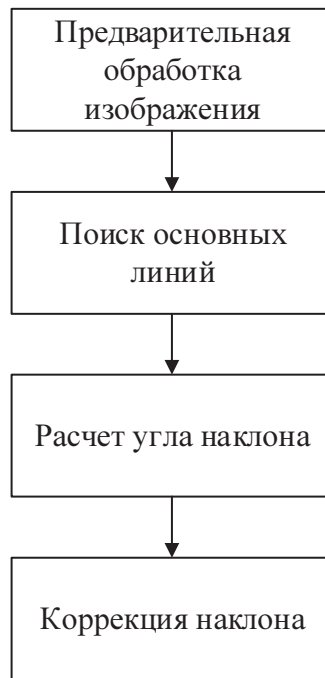 Предварительная
обработка
изображения
Поиск основных
линий
Расчет угла наклона
Коррекция наклона